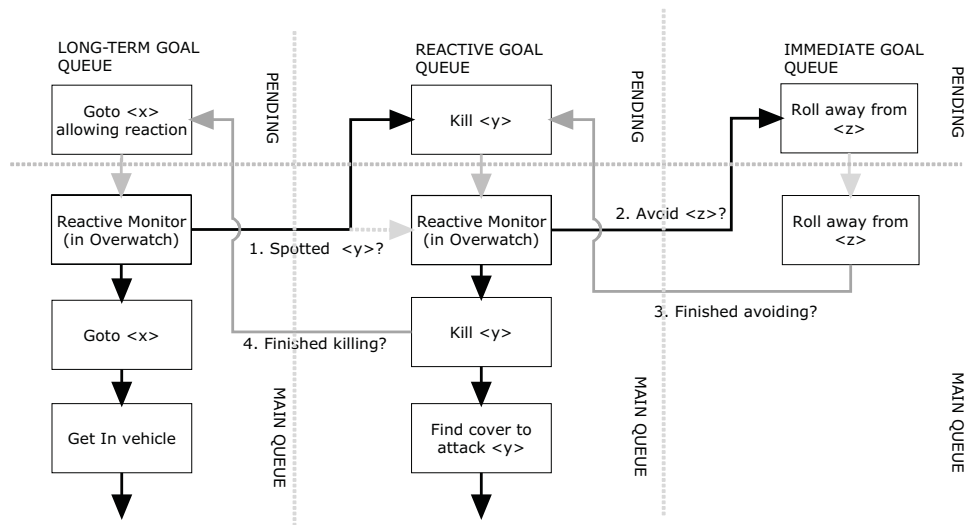 LONG-TERM GOAL
QUEUE
PENDING
Goto <x>
allowing reaction
Reactive Monitor
(in Overwatch)
1. Spotted <y>?
Goto <x>
4. Finished killing?
Get In vehicle
MAIN QUEUE
REACTIVE GOAL
QUEUE
PENDING
Kill <y>
Reactive Monitor
(in Overwatch)
2. Avoid <z>?
Kill <y>
3. Finished avoiding?
Find cover to
attack <y>
MAIN QUEUE
IMMEDIATE GOAL
QUEUE
PENDING
Roll away from
<z>
Roll away from
<z>
MAIN QUEUE